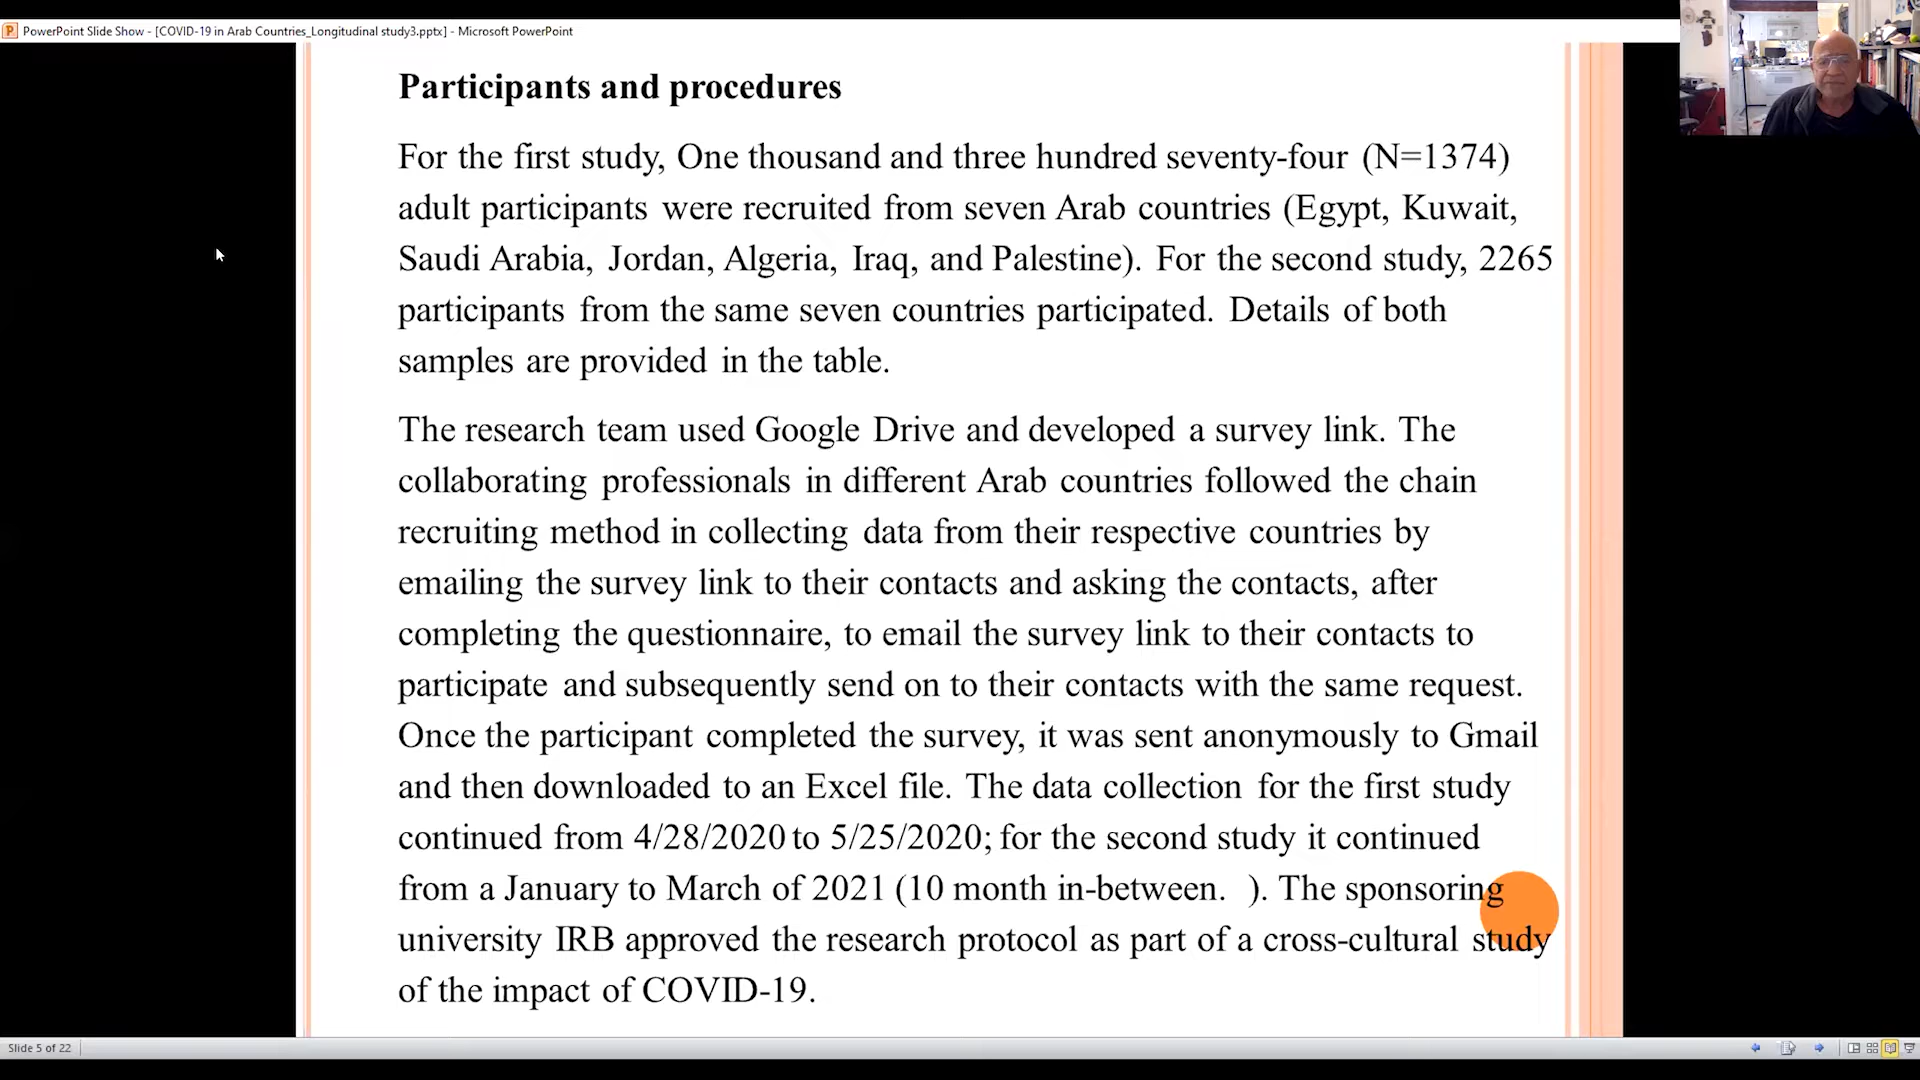 PowerPoint Slide Show - [COVID-19 in Arab Countries_Longitudinal study3.pptx] - Microsoft PowerPoint
Participants and procedures
For the first study, One thousand and three hundred seventy-four (N=1374)
adult participants were recruited from seven Arab countries (Egypt, Kuwait,
Saudi Arabia, Jordan, Algeria, Iraq, and Palestine). For the second study, 2265
participants from the same seven countries participated. Details of both
samples are provided in the table.
The research team used Google Drive and developed a survey link. The
collaborating professionals in different Arab countries followed the chain
recruiting method in collecting data from their respective countries by
emailing the survey link to their contacts and asking the contacts, after
completing the questionnaire, to email the survey link to their contacts to
participate and subsequently send on to their contacts with the same request.
Once the participant completed the survey, it was sent anonymously to Gmail
and then downloaded to an Excel file. The data collection for the first study
continued from 4/28/2020 to 5/25/2020; for the second study it continued
from a January to March of 2021 (10 month in-between. ). The sponsoring
university IRB approved the research protocol as part of a cross-cultural study
of the impact of COVID-19.
Slide 5 of 22